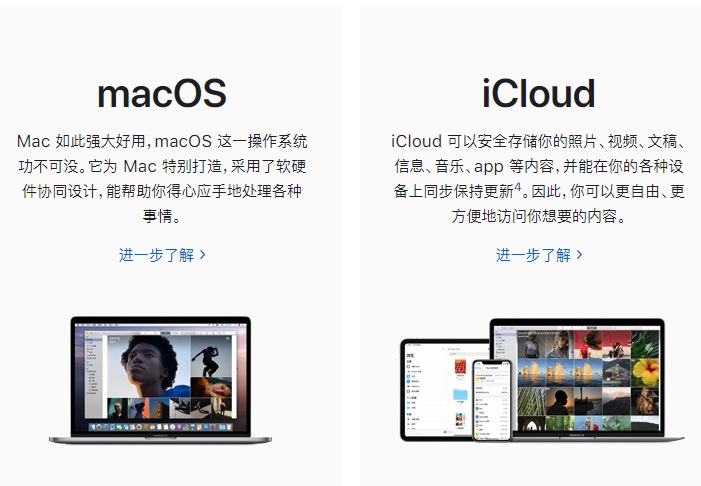 macOS
Mac 如此强大好用，macOS 这一操作系统
功不可没。它为 Mac 特别打造，采用了软硬
件协同设计，能帮助你得心应手地处理各种
事情。
进一步了解 >
iCloud
iCloud 可以安全存储你的照片、视频、文稿、
信息、音乐、app 等内容，并能在你的各种设
备上同步保持更新4。因此，你可以更自由、更
方便地访问你想要的内容。
进一步了解 >
浏览